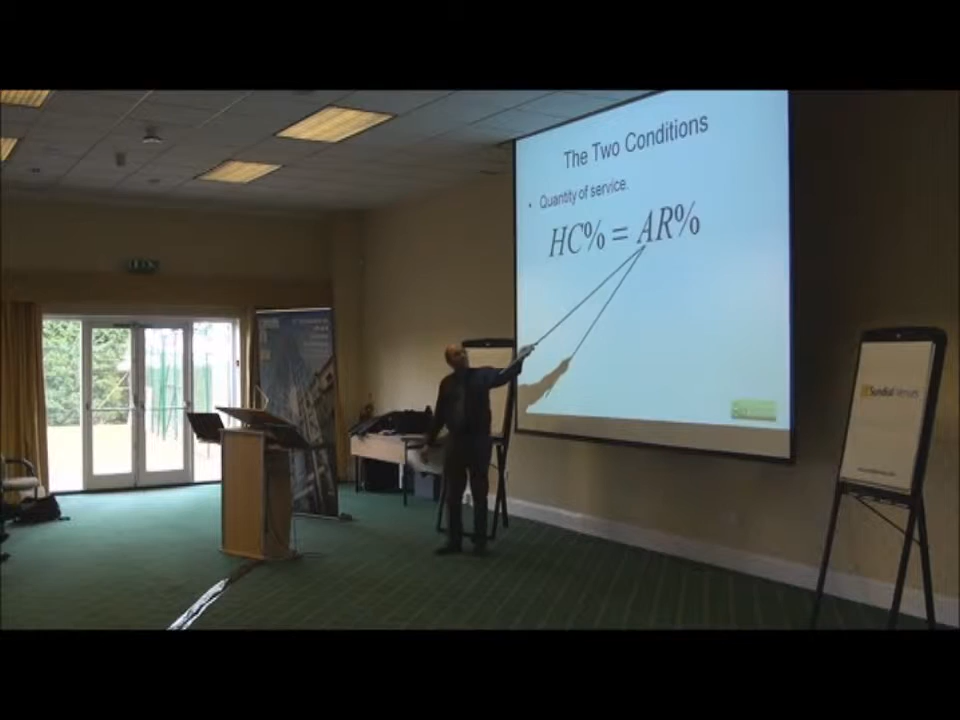 The Two Conditions
• Quantity of service.
HC% = AR%
Sundial Venues